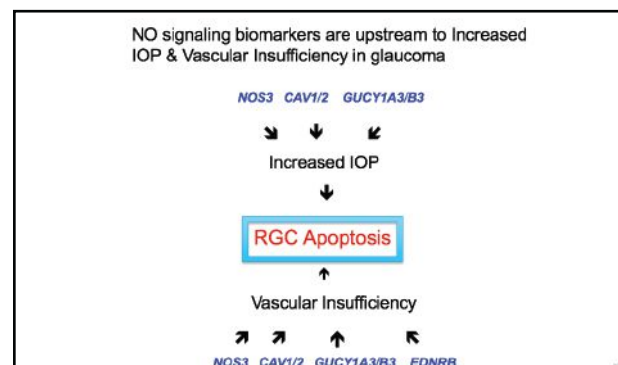 NO signaling biomarkers are upstream to Increased
IOP & Vascular Insufficiency in glaucoma
NOS3 CAV1/2 GUCY1A3/B3
Increased IOP
RGC Apoptosis
Vascular Insufficiency
NOS3 CAV1/2 GUCY1A3/B3 EDNRB